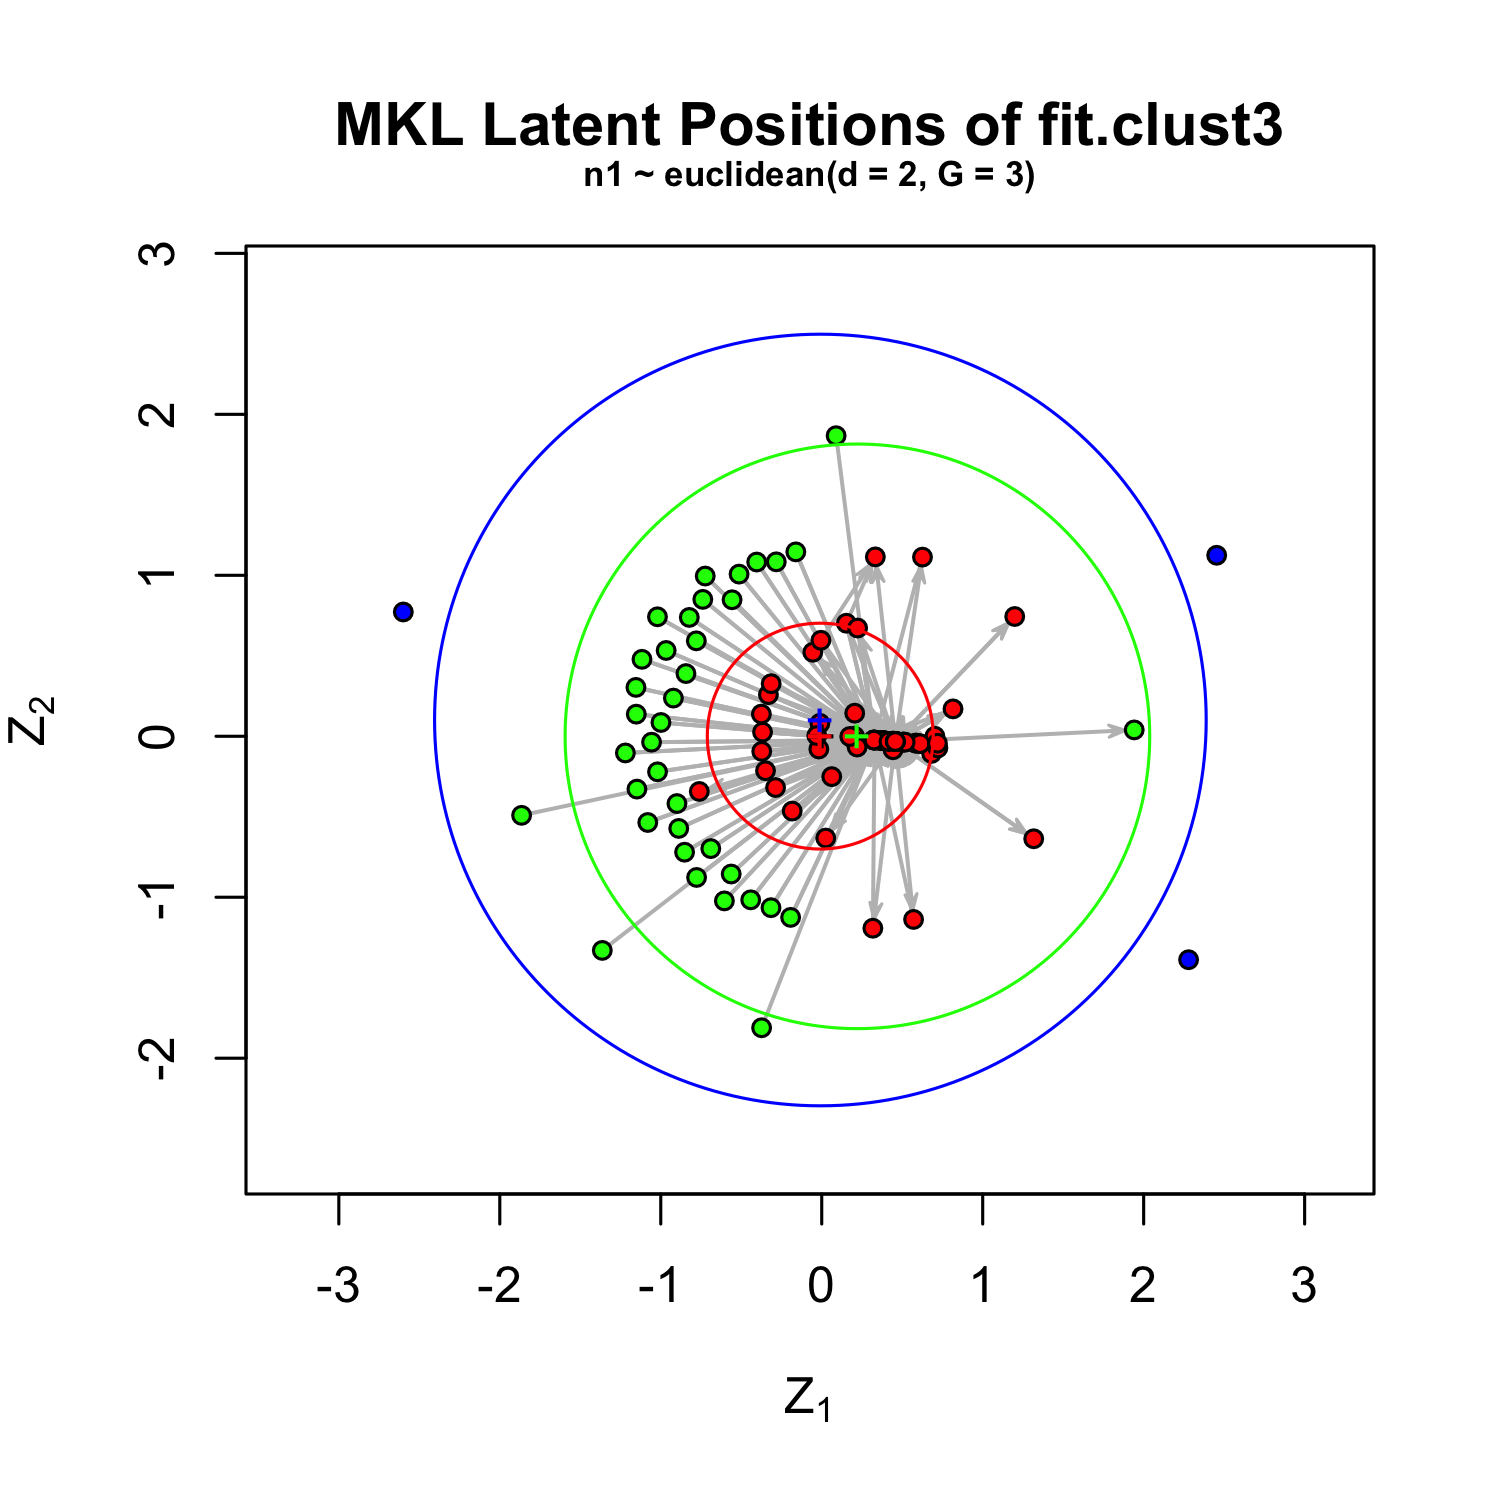 MKL Latent Positions of fit.clust3
n1 ~ euclidean(d = 2, G = 3)
3
2
1
0
-1
-2
Z2
-3 -2 -1 0 1 2 3
Z1